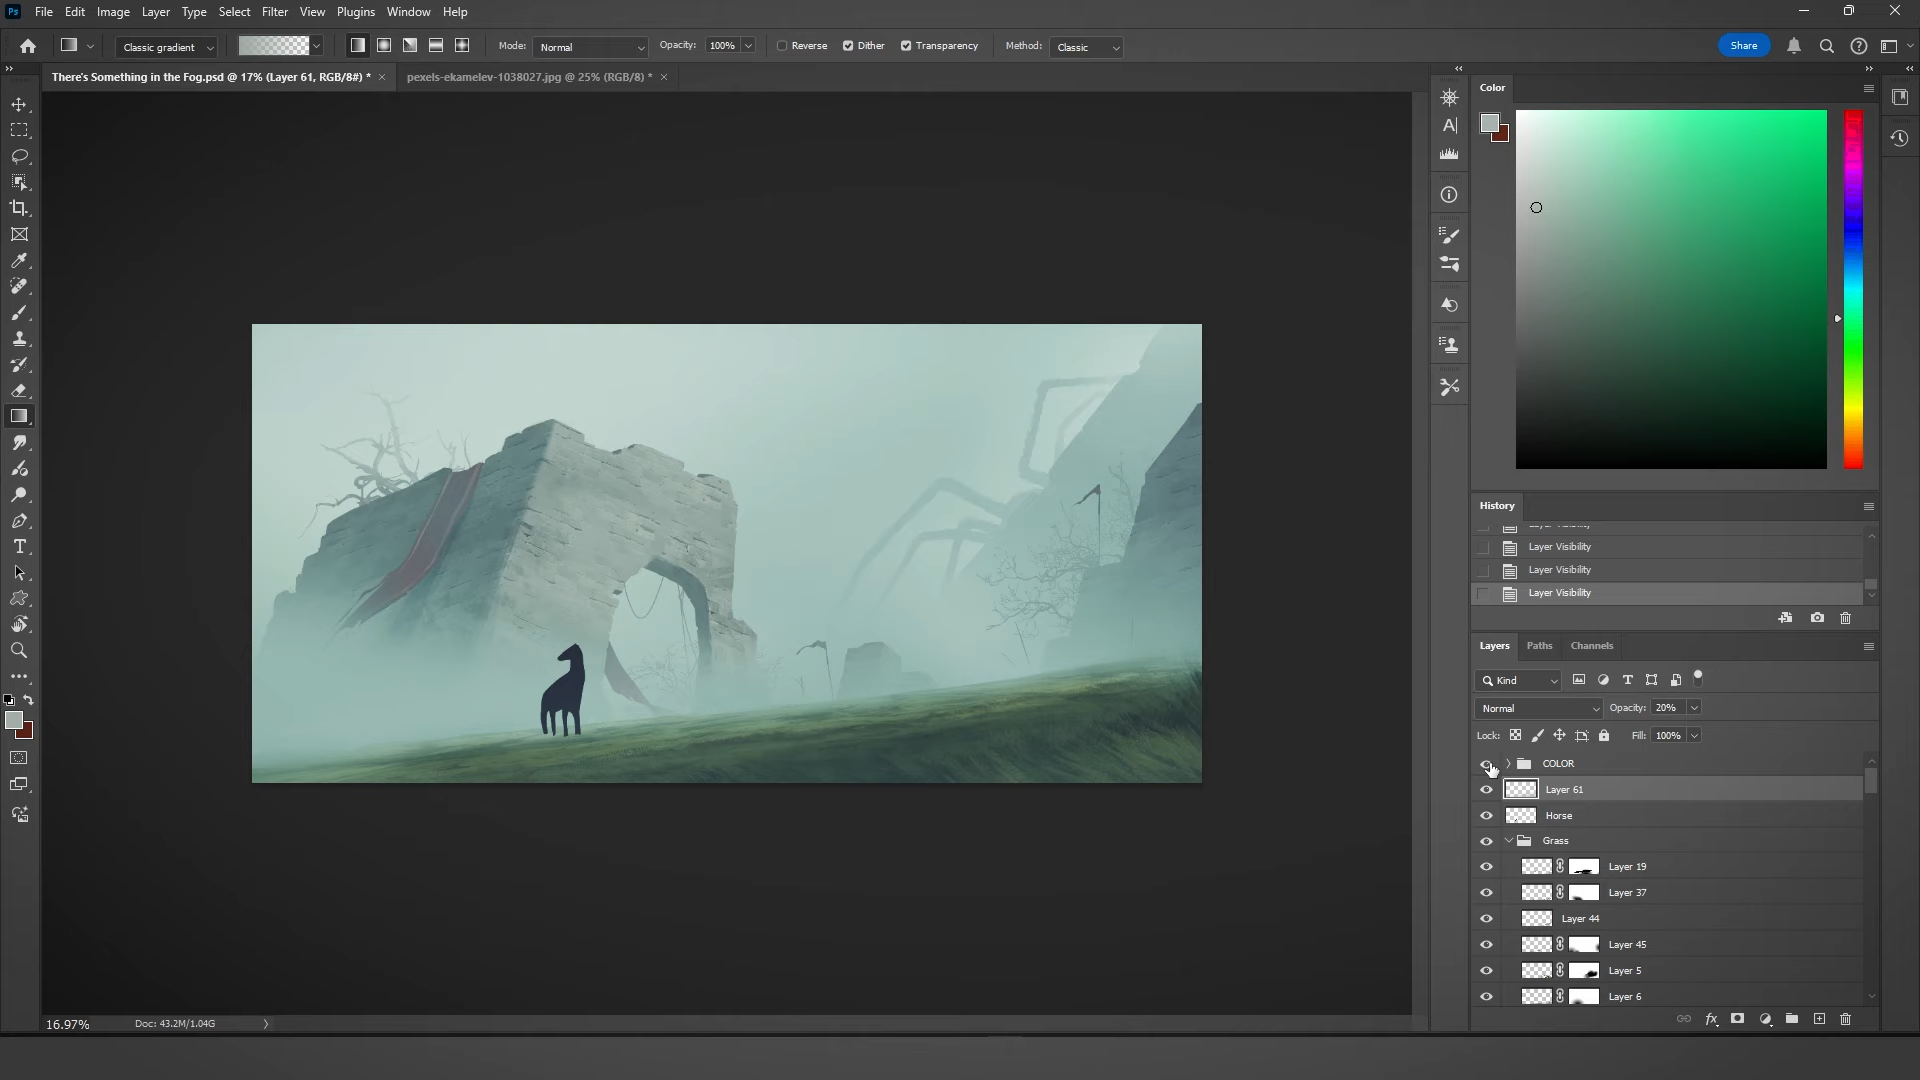 Ps File Edit Image Layer Type Select Filter View Plugins Window Help
Classic gradient Mode: Normal Opacity: 100% Reverse Dither Transparency Method: Classic Share
There's Something in the Fog.psd @ 17% (Layer 61, RGB/8#) * × pexels-ekamelev-1038027.jpg @ 25% (RGB/8) * ×
Color
History
Layer Visibility
Layer Visibility
Layer Visibility
Layers Paths Channels
Kind
Normal Opacity: 20%
Lock: Fill: 100%
COLOR
Layer 61
Horse
Grass
Layer 19
Layer 37
Layer 44
Layer 45
Layer 5
Layer 6
16.97% Doc: 43.2M/1.04G